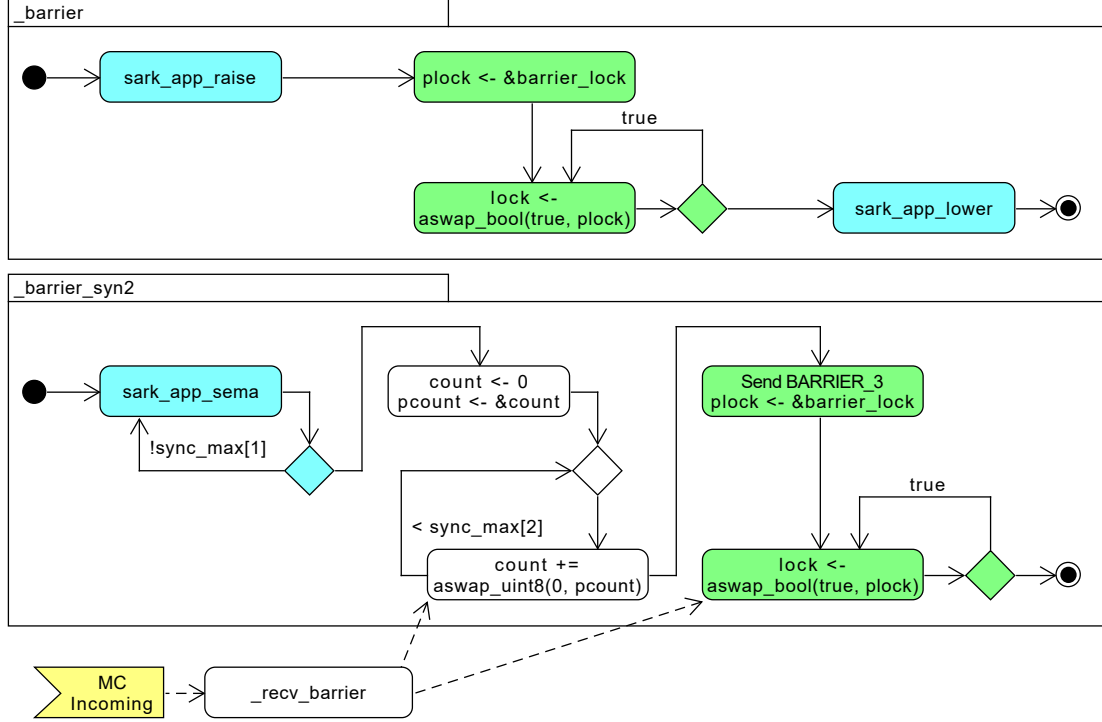 _barrier
sark_app_raise
plock <- &barrier_lock
true
lock <-
aswap_bool(true, plock)
sark_app_lower
_barrier_syn2
sark_app_sema
!sync_max[1]
count <- 0
pcount <- &count
< sync_max[2]
count +=
aswap_uint8(0, pcount)
Send BARRIER_3
plock <- &barrier_lock
true
lock <-
aswap_bool(true, plock)
MC
Incoming
_recv_barrier